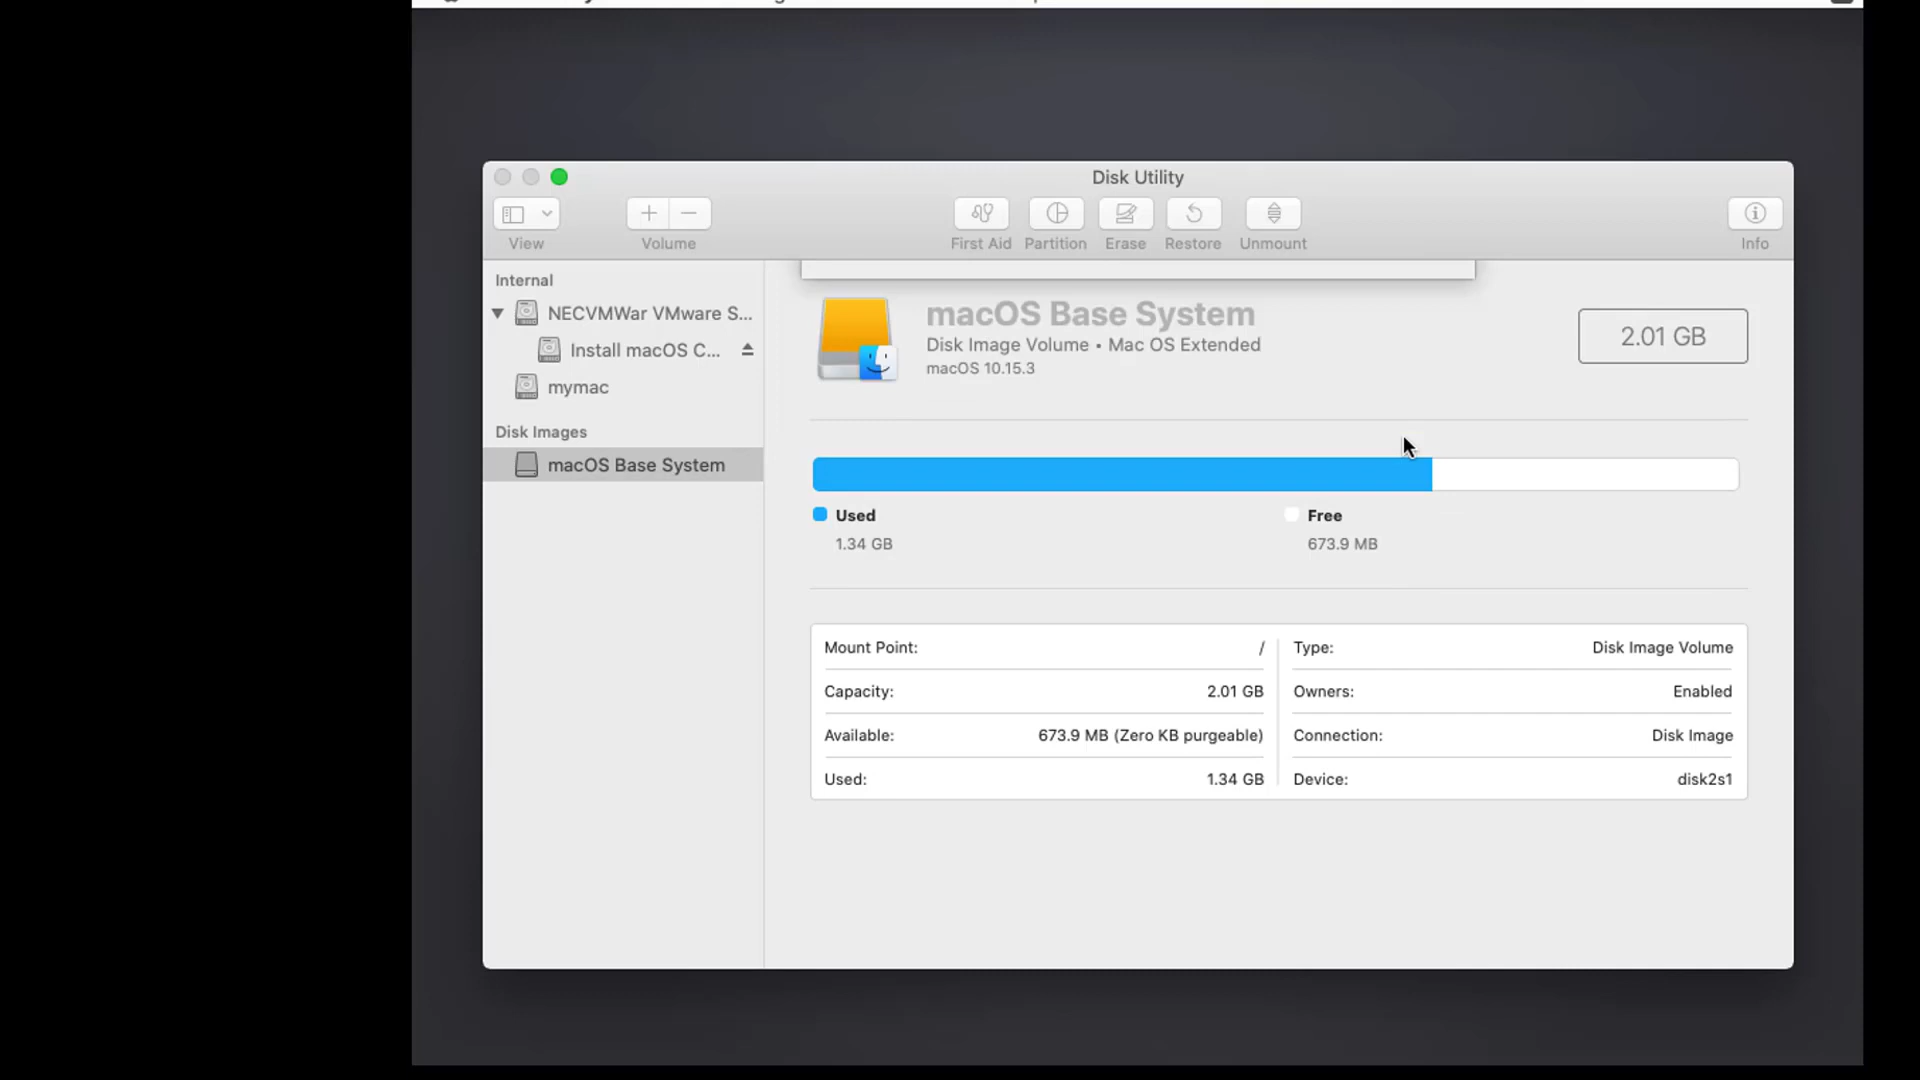 Disk Utility
View
Volume
First Aid
Partition
Erase
Restore
Unmount
Info
Internal
NECVMWar VMware S...
Install macOS C...
mymac
Disk Images
macOS Base System
macOS Base System
Disk Image Volume • Mac OS Extended
macOS 10.15.3
2.01 GB
Used
1.34 GB
Free
673.9 MB
Mount Point: /
Capacity: 2.01 GB
Available: 673.9 MB (Zero KB purgeable)
Used: 1.34 GB
Type: Disk Image Volume
Owners: Enabled
Connection: Disk Image
Device: disk2s1